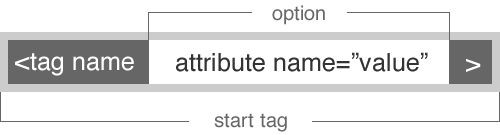 option
<tag name attribute name=”value” >
start tag